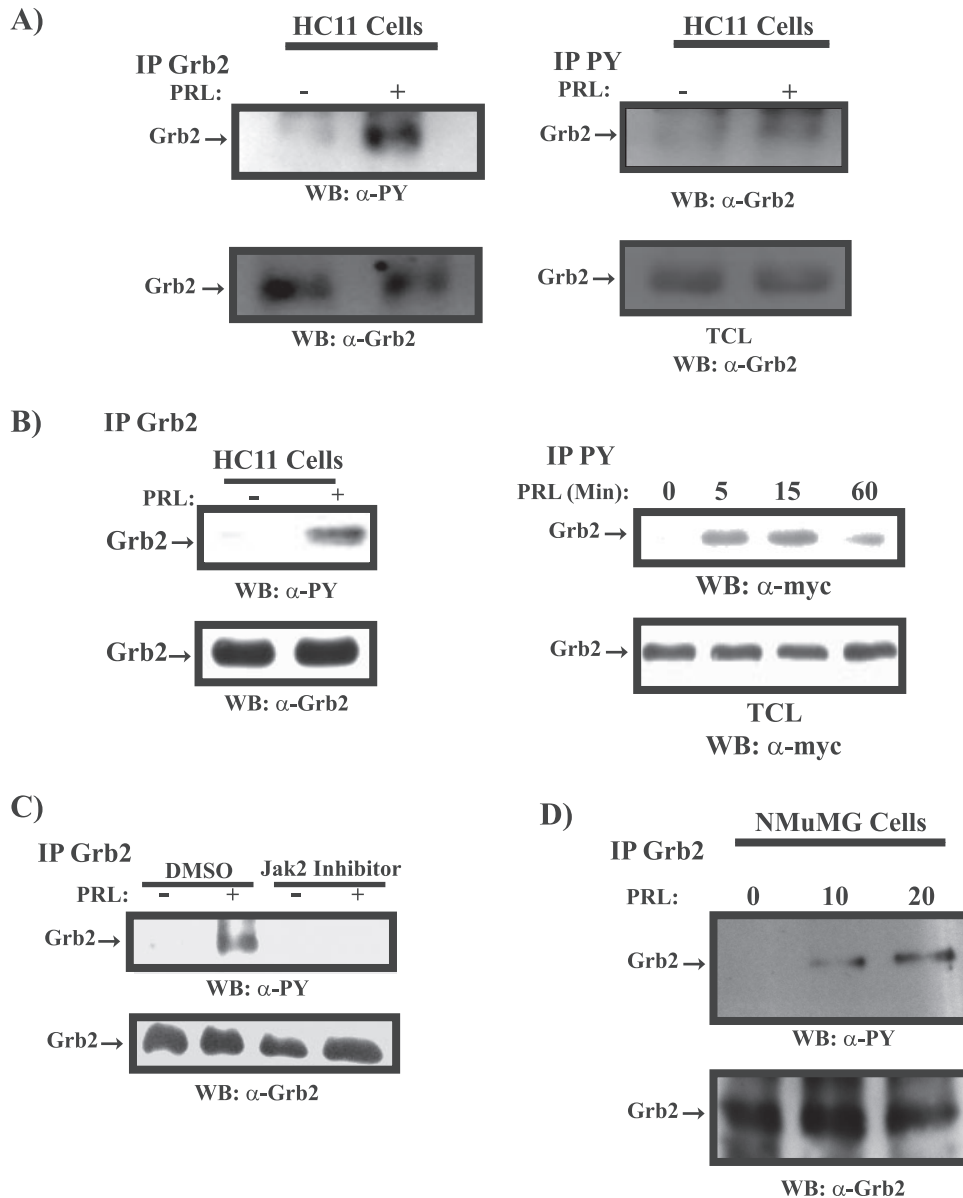 A)
HC11 Cells
IP Grb2
PRL: - +
Grb2→
WB: α-PY
Grb2→
WB: α-Grb2
HC11 Cells
IP PY
PRL: - +
Grb2→
WB: α-Grb2
Grb2→
TCL
WB: α-Grb2
B)
IP Grb2
HC11 Cells
PRL: - +
Grb2→
WB: α-PY
Grb2→
WB: α-Grb2
IP PY
PRL (Min): 0 5 15 60
Grb2→
WB: α-myc
Grb2→
TCL
WB: α-myc
C)
IP Grb2
DMSO Jak2 Inhibitor
PRL: - + - +
Grb2→
WB: α-PY
Grb2→
WB: α-Grb2
D)
NMuMG Cells
IP Grb2
PRL: 0 10 20
Grb2→
WB: α-PY
Grb2→
WB: α-Grb2